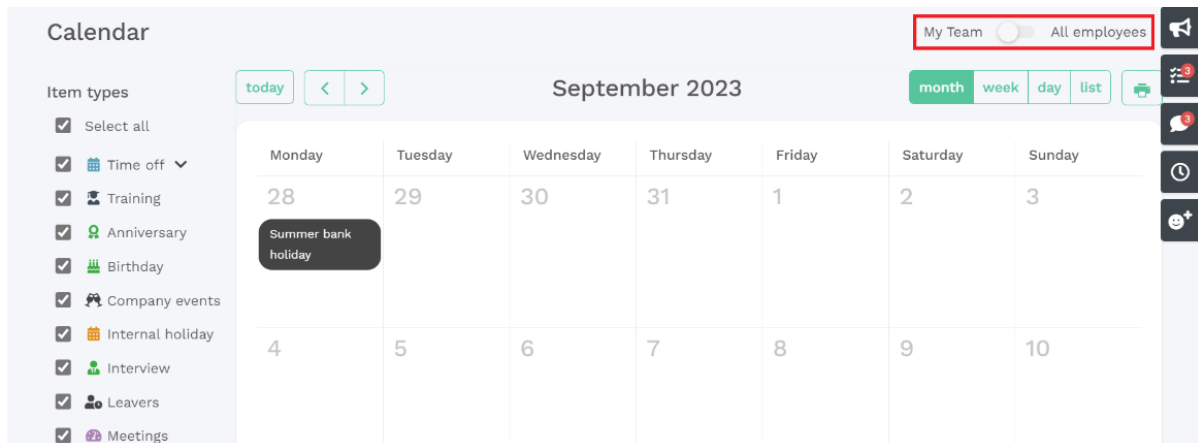 Calendar
My Team All employees
Item types
today < > September 2023 month week day list
3
3
Select all
Time off
Training
Anniversary
Birthday
Company events
Internal holiday
Interview
Leavers
Meetings
Monday Tuesday Wednesday Thursday Friday Saturday Sunday
28 29 30 31 1 2 3
Summer bank
holiday
4 5 6 7 8 9 10